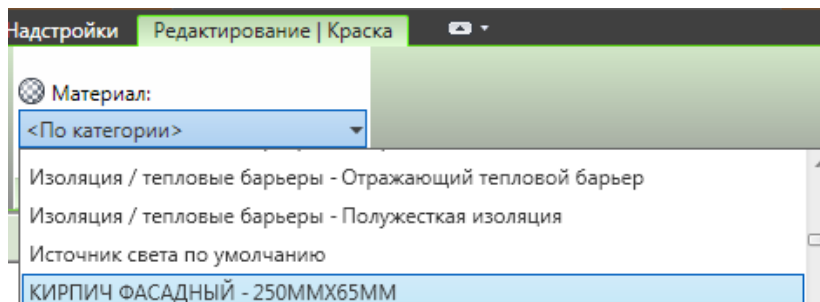 Надстройки Редактирование | Краска
Материал:
<По категории>
Изоляция / тепловые барьеры - Отражающий тепловой барьер
Изоляция / тепловые барьеры - Полужесткая изоляция
Источник света по умолчанию
КИРПИЧ ФАСАДНЫЙ - 250ММХ65ММ